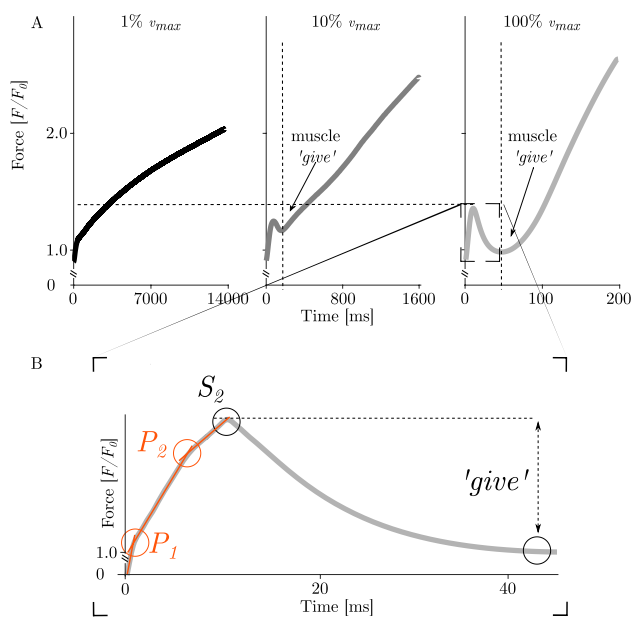 A
1% v_max
10% v_max
100% v_max
Force [F/F_0]
2.0
1.0
0
muscle
'give'
muscle
'give'
0
7000
14000
0
800
1600
0
100
200
Time [ms]
B
S_2
P_2
P_1
'give'
Force [F/F_0]
1.0
0
0
20
40
Time [ms]